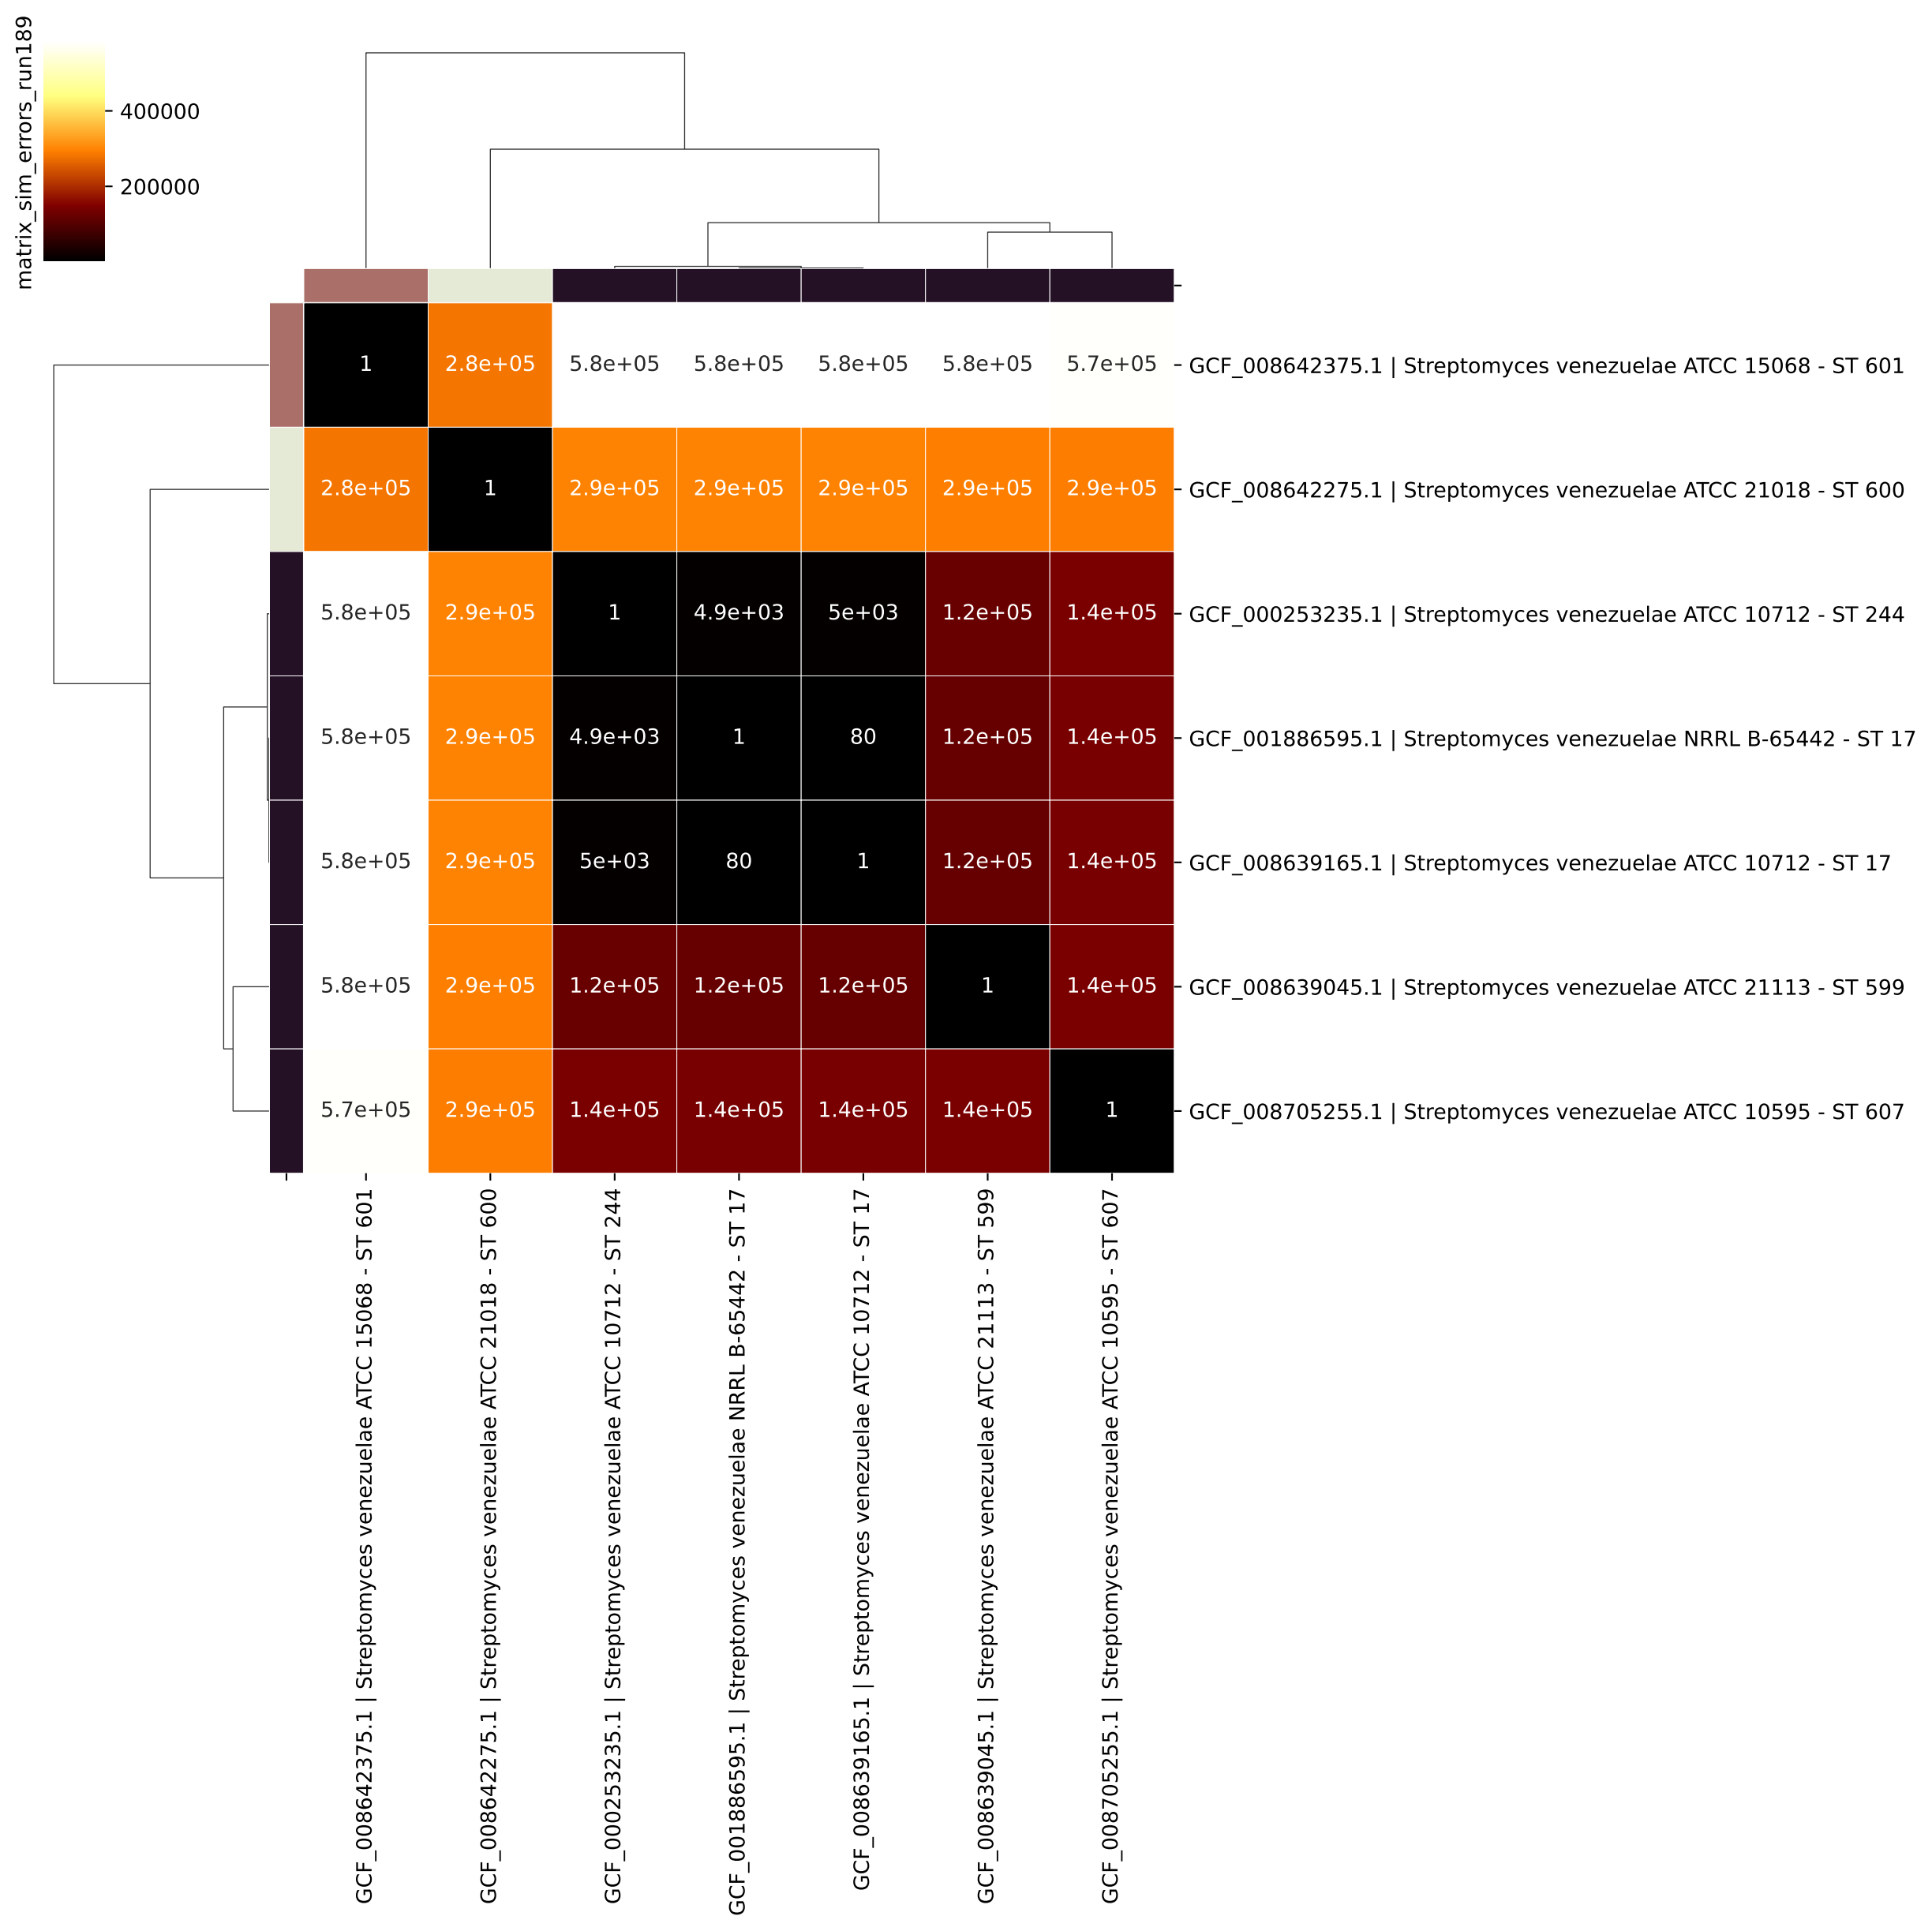 matrix_sim_errors_run189
400000
200000
1 2.8e+05 5.8e+05 5.8e+05 5.8e+05 5.8e+05 5.7e+05 GCF_008642375.1 | Streptomyces venezuelae ATCC 15068 - ST 601
2.8e+05 1 2.9e+05 2.9e+05 2.9e+05 2.9e+05 2.9e+05 GCF_008642275.1 | Streptomyces venezuelae ATCC 21018 - ST 600
5.8e+05 2.9e+05 1 4.9e+03 5e+03 1.2e+05 1.4e+05 GCF_000253235.1 | Streptomyces venezuelae ATCC 10712 - ST 244
5.8e+05 2.9e+05 4.9e+03 1 80 1.2e+05 1.4e+05 GCF_001886595.1 | Streptomyces venezuelae NRRL B-65442 - ST 17
5.8e+05 2.9e+05 5e+03 80 1 1.2e+05 1.4e+05 GCF_008639165.1 | Streptomyces venezuelae ATCC 10712 - ST 17
5.8e+05 2.9e+05 1.2e+05 1.2e+05 1.2e+05 1 1.4e+05 GCF_008639045.1 | Streptomyces venezuelae ATCC 21113 - ST 599
5.7e+05 2.9e+05 1.4e+05 1.4e+05 1.4e+05 1.4e+05 1 GCF_008705255.1 | Streptomyces venezuelae ATCC 10595 - ST 607
GCF_008642375.1 | Streptomyces venezuelae ATCC 15068 - ST 601
GCF_008642275.1 | Streptomyces venezuelae ATCC 21018 - ST 600
GCF_000253235.1 | Streptomyces venezuelae ATCC 10712 - ST 244
GCF_001886595.1 | Streptomyces venezuelae NRRL B-65442 - ST 17
GCF_008639165.1 | Streptomyces venezuelae ATCC 10712 - ST 17
GCF_008639045.1 | Streptomyces venezuelae ATCC 21113 - ST 599
GCF_008705255.1 | Streptomyces venezuelae ATCC 10595 - ST 607